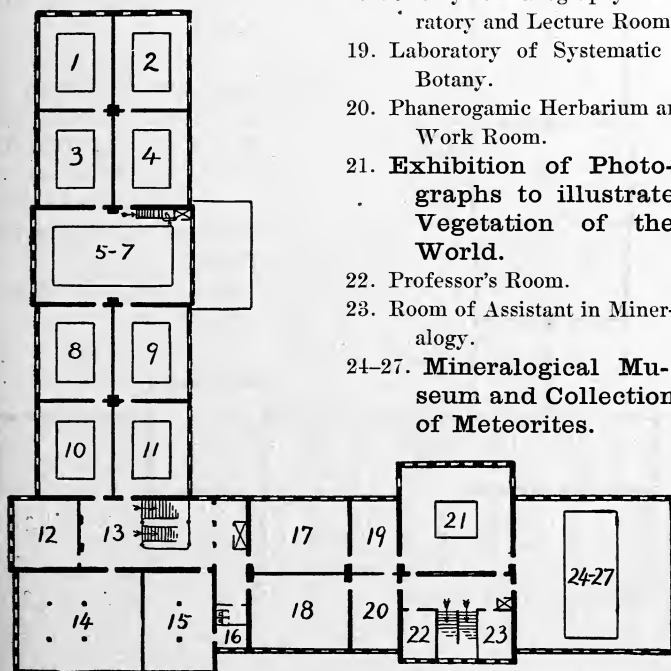 ratory and Lecture Room
19. Laboratory of Systematic
Botany.
20. Phanerogamic Herbarium
Work Room.
21. Exhibition of Photo-
graphs to illustrate
Vegetation of the
World.
22. Professor's Room.
23. Room of Assistant in Miner-
alogy.
24–27. Mineralogical Mu-
seum and Collection
of Meteorites.
1
2
3
4
5-7
8
9
10
11
12
13
14
15
16
17
18
19
20
21
22
23
24-27